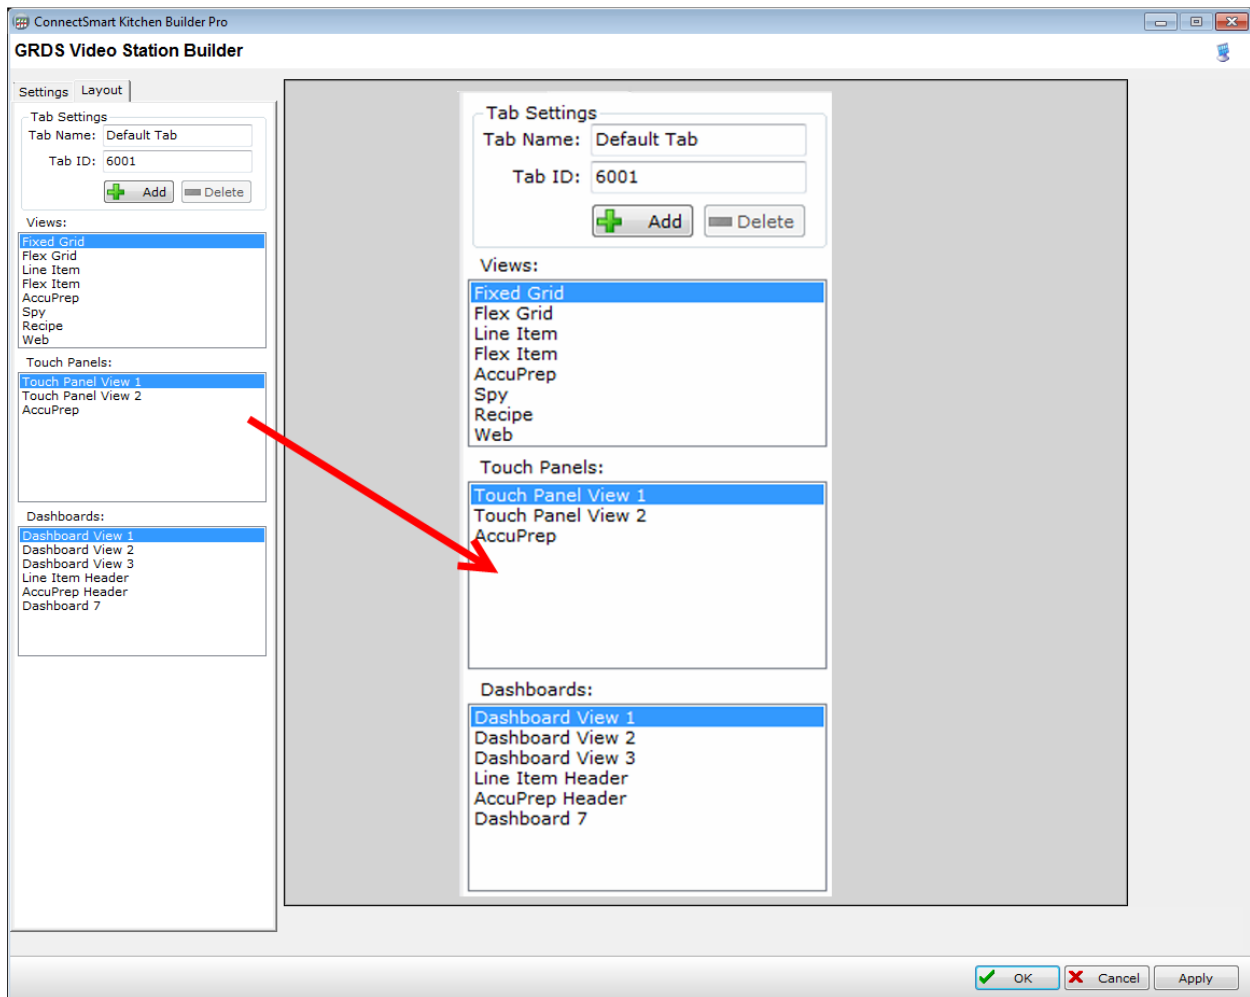 ConnectSmart Kitchen Builder Pro
GRDS Video Station Builder
Settings Layout
Tab Settings
Tab Name: Default Tab
Tab ID: 6001
Add Delete
Views:
Fixed Grid
Flex Grid
Line Item
Flex Item
AccuPrep
Spy
Recipe
Web
Touch Panels:
Touch Panel View 1
Touch Panel View 2
AccuPrep
Dashboards:
Dashboard View 1
Dashboard View 2
Dashboard View 3
Line Item Header
AccuPrep Header
Dashboard 7
Tab Settings
Tab Name: Default Tab
Tab ID: 6001
Add Delete
Views:
Fixed Grid
Flex Grid
Line Item
Flex Item
AccuPrep
Spy
Recipe
Web
Touch Panels:
Touch Panel View 1
Touch Panel View 2
AccuPrep
Dashboards:
Dashboard View 1
Dashboard View 2
Dashboard View 3
Line Item Header
AccuPrep Header
Dashboard 7
OK Cancel Apply